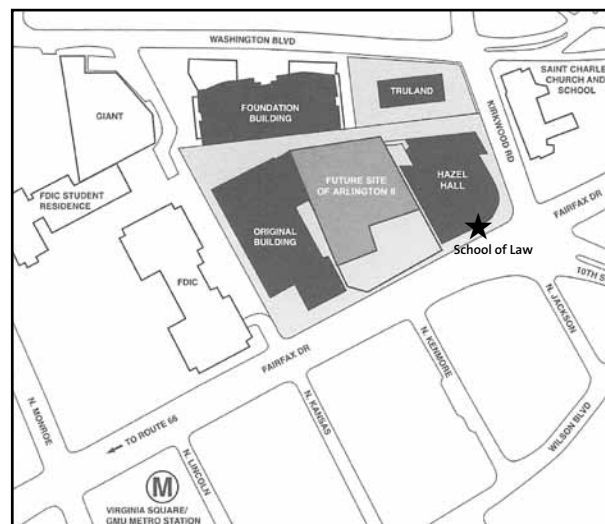 WASHINGTON BLVD
GIANT
FOUNDATION
BUILDING
TRULAND
KIRKWOOD RD
SAINT CHARLES
CHURCH AND
SCHOOL
FDIC STUDENT
RESIDENCE
FUTURE SITE
OF ARLINGTON II
HAZEL
HALL
ORIGINAL
BUILDING
FDIC
School of Law
FAIRFAX DR
10TH S
N. JACKSON
FAIRFAX DR
N. KENMORE
N. KANSAS
WILSON BLVD
N. MONROE
TO ROUTE 66
N. LINCOLN
M
VIRGINIA SQUARE/
GMU METRO STATION